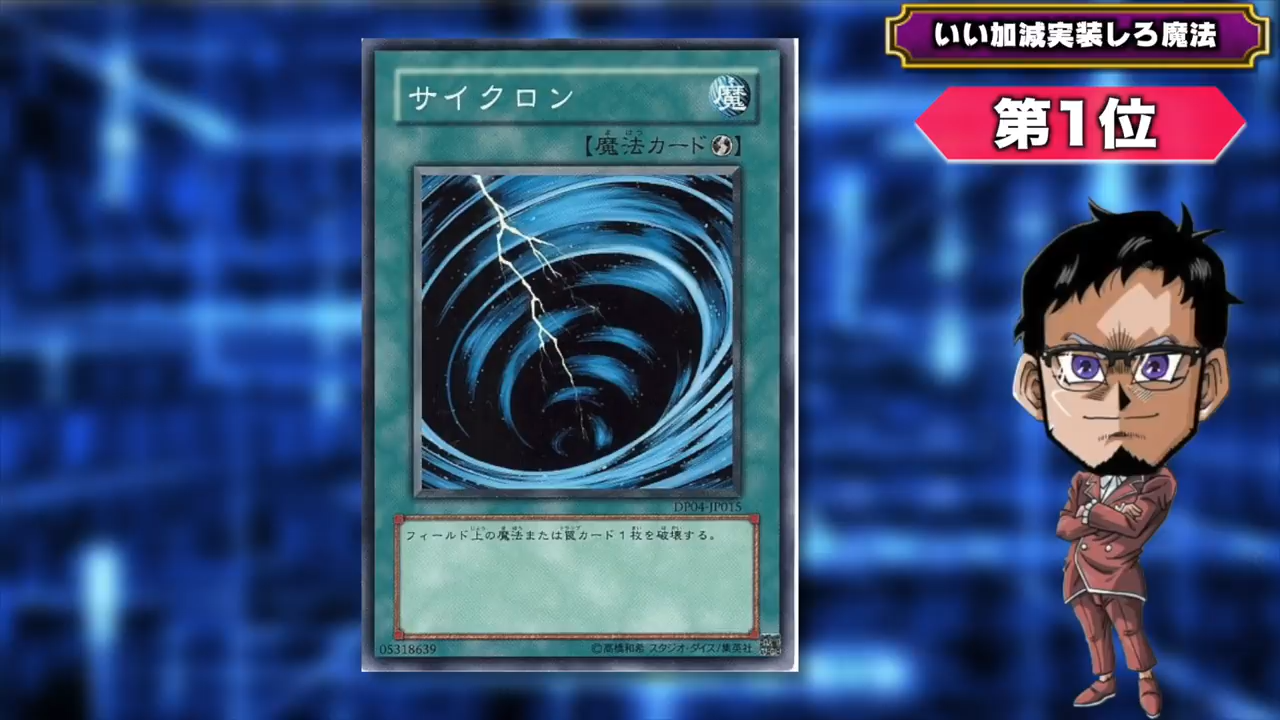 いい加減実装しろ魔法
第1位
サイクロン
魔
【魔法カード】
DP04-JP015
フィールド上の魔法または罠カード1枚を破壊する。
05318639
©高橋和希 スタジオ・ダイス/集英社